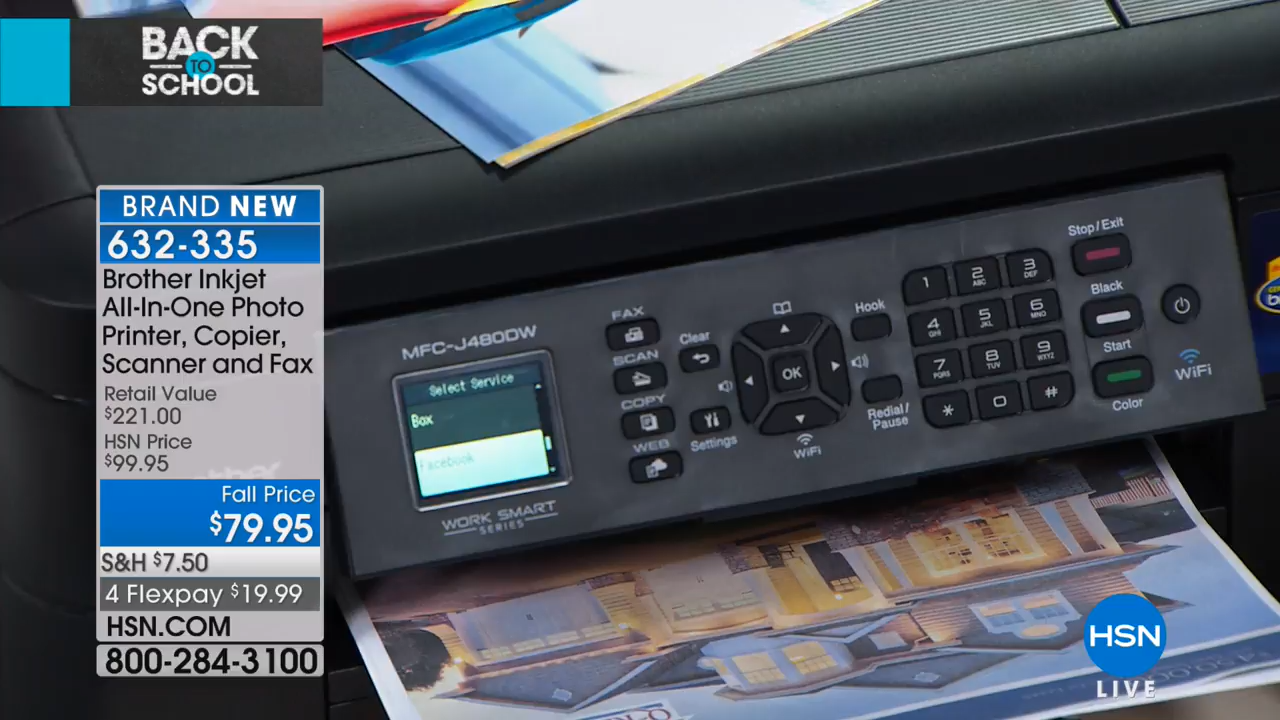 BACK
TO
SCHOOL
BRAND NEW
632-335
Brother Inkjet
All-In-One Photo
Printer, Copier,
Scanner and Fax
Retail Value
$221.00
HSN Price
$99.95
Fall Price
$79.95
S&H $7.50
4 Flexpay $19.99
HSN.COM
800-284-3100
MFC-J480DW
Select Service
Box
Facebook
WORK SMART
SERIES
FAX
SCAN
COPY
WEB
Clear
Settings
OK
WiFi
Hook
Redial/
Pause
1
2
ABC
3
DEF
4
GHI
5
JKL
6
MNO
7
PQRS
8
TUV
9
WXYZ
*
0
#
Stop/Exit
Black
Start
Color
WiFi
HSN
LIVE